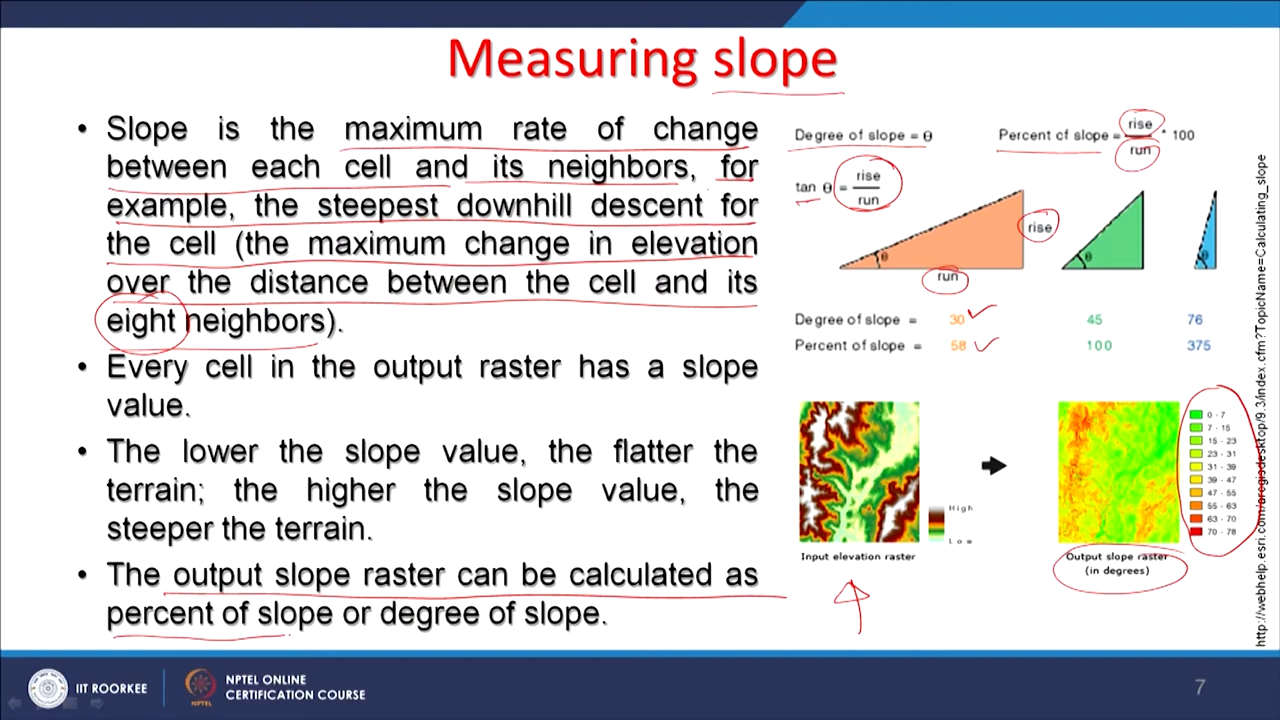 Measuring slope
• Slope is the maximum rate of change
between each cell and its neighbors, for
example, the steepest downhill descent for
the cell (the maximum change in elevation
over the distance between the cell and its
eight neighbors).
• Every cell in the output raster has a slope
value.
• The lower the slope value, the flatter the
terrain; the higher the slope value, the
steeper the terrain.
• The output slope raster can be calculated as
percent of slope or degree of slope.
Degree of slope = θ
Percent of slope = rise
run
* 100
tan θ = rise
run
θ
rise
run
θ
θ
Degree of slope = 30 45 76
Percent of slope = 58 100 375
High
Low
Input elevation raster
0 - 7
7 - 15
15 - 23
23 - 31
31 - 39
39 - 47
47 - 55
55 - 63
63 - 70
70 - 78
Output slope raster
(in degrees)
http://webhelp.esri.com/arcgisdesktop/9.3/index.cfm?TopicName=Calculating_slope
IIT ROORKEE
NPTEL
NPTEL ONLINE
CERTIFICATION COURSE
7